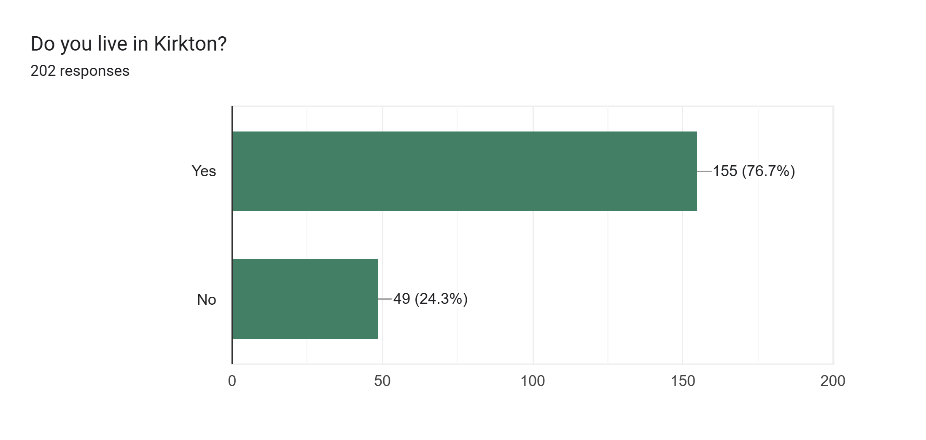 Do you live in Kirkton?
202 responses
Yes
155 (76.7%)
No
49 (24.3%)
0 50 100 150 200